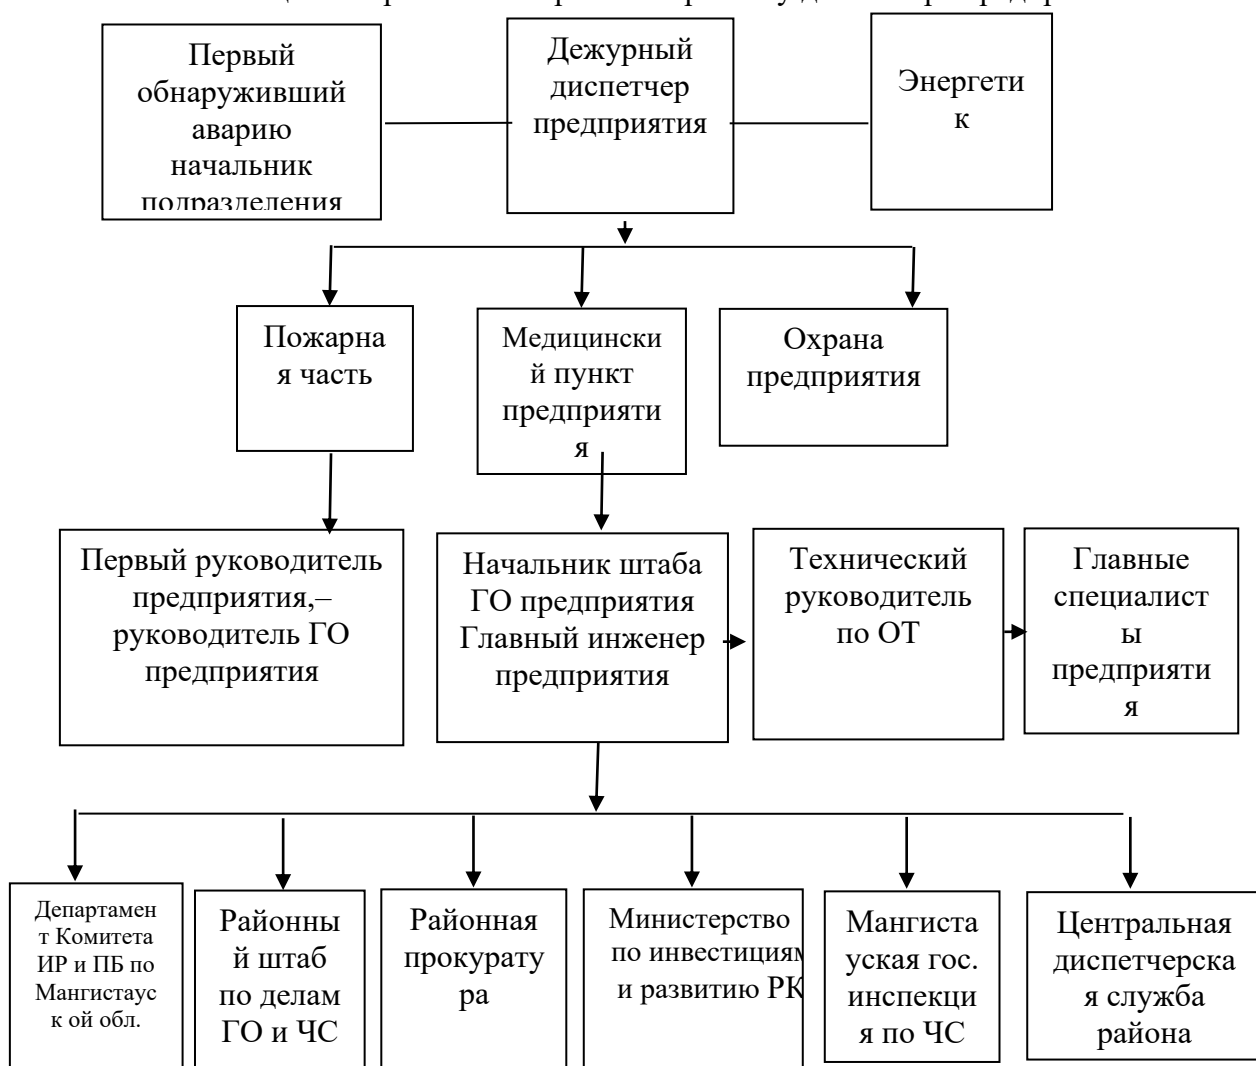 Первый
обнаруживший
аварию
начальник
подразделения
Дежурный
диспетчер
предприятия
Энергети
к
Пожарна
я часть
Медицински
й пункт
предприяти
я
Охрана
предприятия
Первый руководитель
предприятия,–
руководитель ГО
предприятия
Начальник штаба
ГО предприятия
Главный инженер
предприятия
Технический
руководитель
по ОТ
Главные
специалист
ы
предприяти
я
Департамен
т Комитета
ИР и ПБ по
Мангистаус
к ой обл.
Районны
й штаб
по делам
ГО и ЧС
Районная
прокурату
ра
Министерство
по инвестициям
и развитию РК
Мангиста
уская гос.
инспекци
я по ЧС
Центральная
диспетчерска
я служба
района